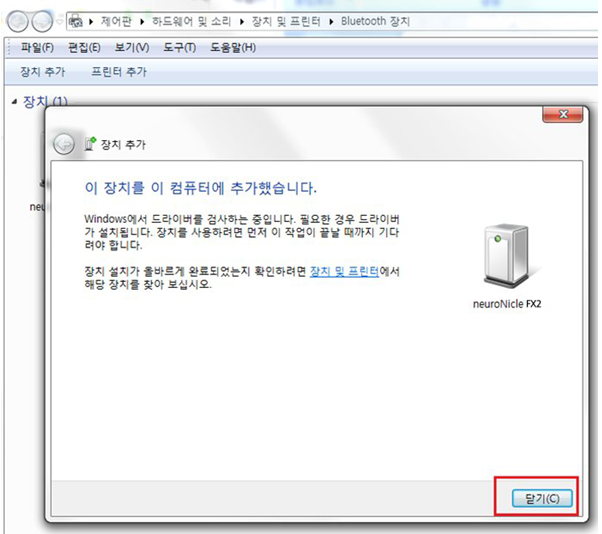 제어판 ▸ 하드웨어 및 소리 ▸ 장치 및 프린터 ▸ Bluetooth 장치
파일(F) 편집(E) 보기(V) 도구(T) 도움말(H)
장치 추가 프린터 추가
장치 (1)
장치 추가
이 장치를 이 컴퓨터에 추가했습니다.
Windows에서 드라이버를 검사하는 중입니다. 필요한 경우 드라이버
가 설치됩니다. 장치를 사용하려면 먼저 이 작업이 끝날 때까지 기다
려야 합니다.
장치 설치가 올바르게 완료되었는지 확인하려면 장치 및 프린터에서
해당 장치를 찾아 보십시오.
neuroNicle FX2
닫기(C)